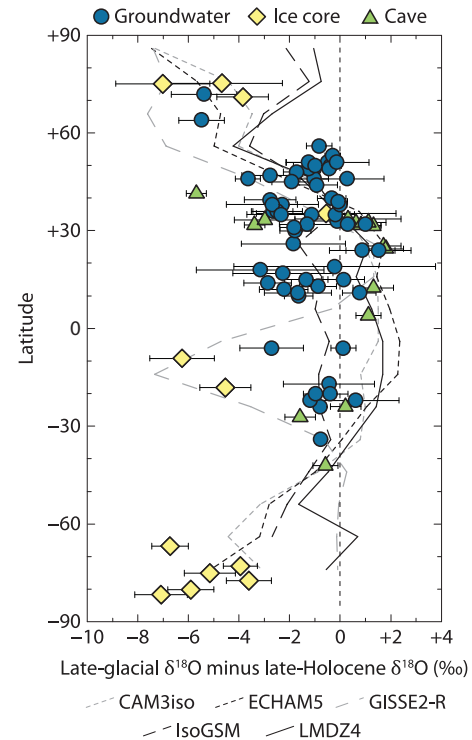 Groundwater Ice core Cave
+90
+60
+30
0
−30
−60
−90
Latitude
−10 −8 −6 −4 −2 0 +2 +4
Late-glacial δ¹⁸O minus late-Holocene δ¹⁸O (‰)
CAM3iso ECHAM5 GISSE2-R
IsoGSM LMDZ4